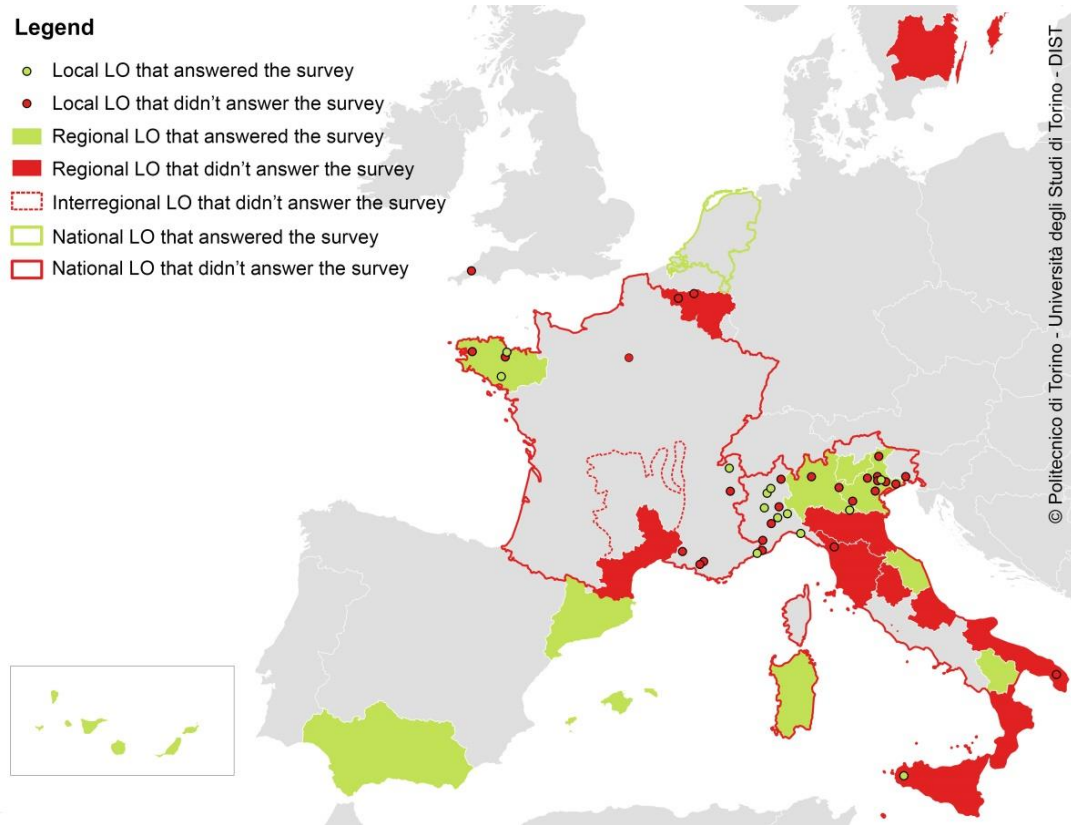 Legend
Local LO that answered the survey
Local LO that didn't answer the survey
Regional LO that answered the survey
Regional LO that didn't answer the survey
Interregional LO that didn't answer the survey
National LO that answered the survey
National LO that didn't answer the survey
© Politecnico di Torino - Università degli Studi di Torino - DIST